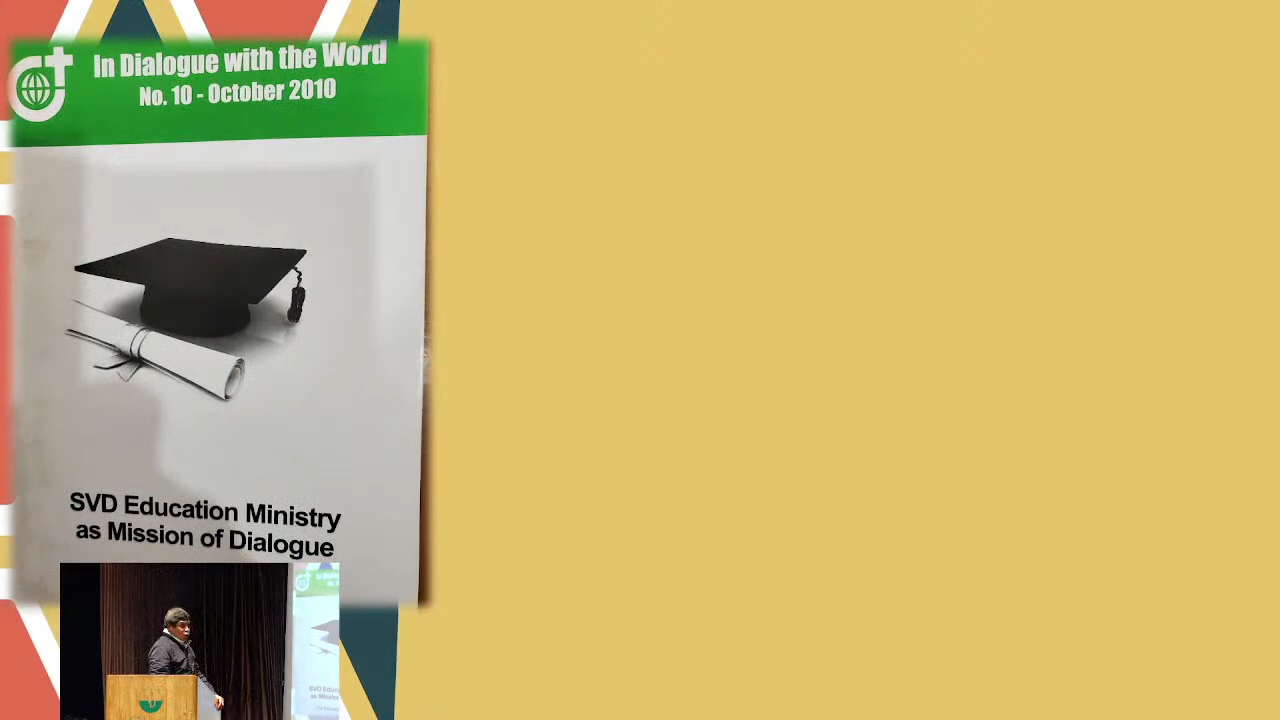 In Dialogue with the Word
No. 10 - October 2010
SVD Education Ministry
as Mission of Dialogue